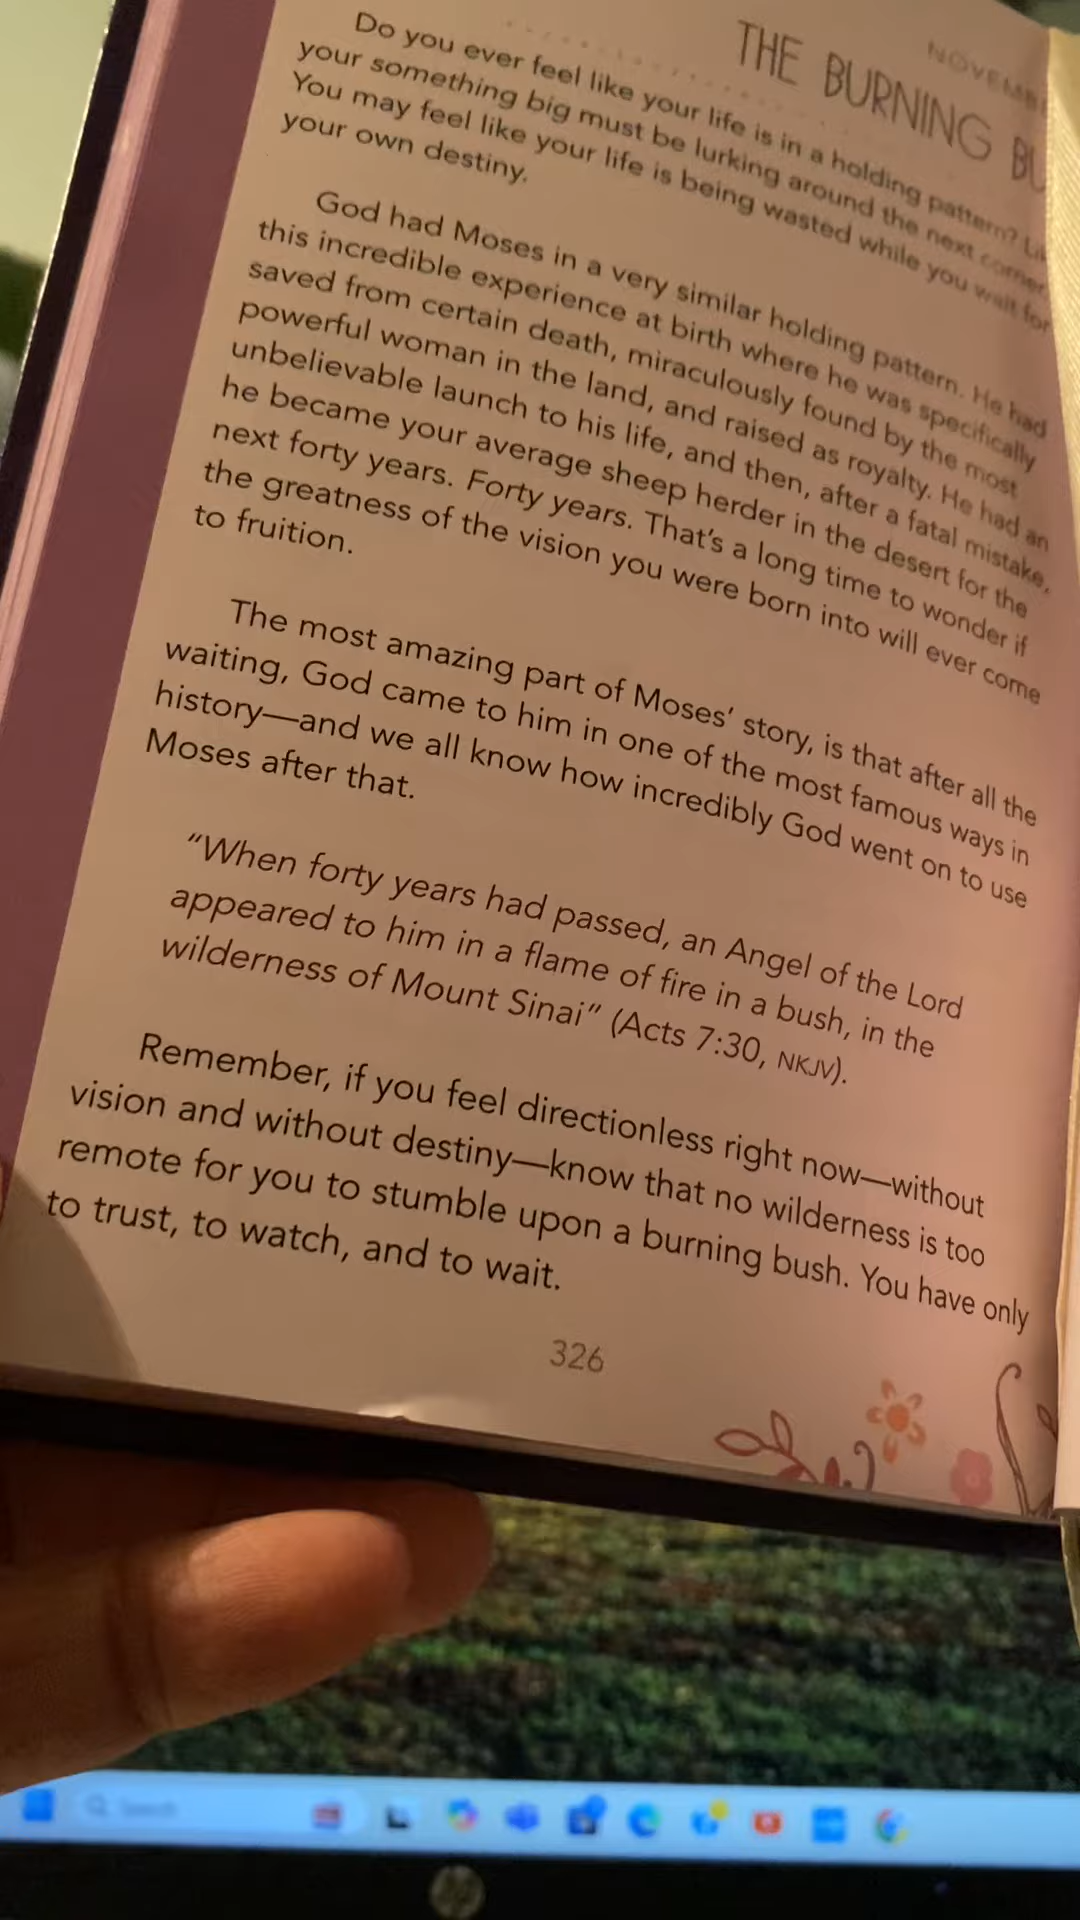 NOVEMB
THE BURNING BU
Do you ever feel like your life is in a holding pattern? Li
your something big must be lurking around the next corner.
You may feel like your life is being wasted while you wait for
your own destiny.
God had Moses in a very similar holding pattern. He had
this incredible experience at birth where he was specifically
saved from certain death, miraculously found by the most
powerful woman in the land, and raised as royalty. He had an
unbelievable launch to his life, and then, after a fatal mistake,
he became your average sheep herder in the desert for the
next forty years. Forty years. That's a long time to wonder if
the greatness of the vision you were born into will ever come
to fruition.
The most amazing part of Moses' story, is that after all the
waiting, God came to him in one of the most famous ways in
history—and we all know how incredibly God went on to use
Moses after that.
"When forty years had passed, an Angel of the Lord
appeared to him in a flame of fire in a bush, in the
wilderness of Mount Sinai" (Acts 7:30, NKJV).
Remember, if you feel directionless right now—without
vision and without destiny—know that no wilderness is too
remote for you to stumble upon a burning bush. You have only
to trust, to watch, and to wait.
326
Search
hp